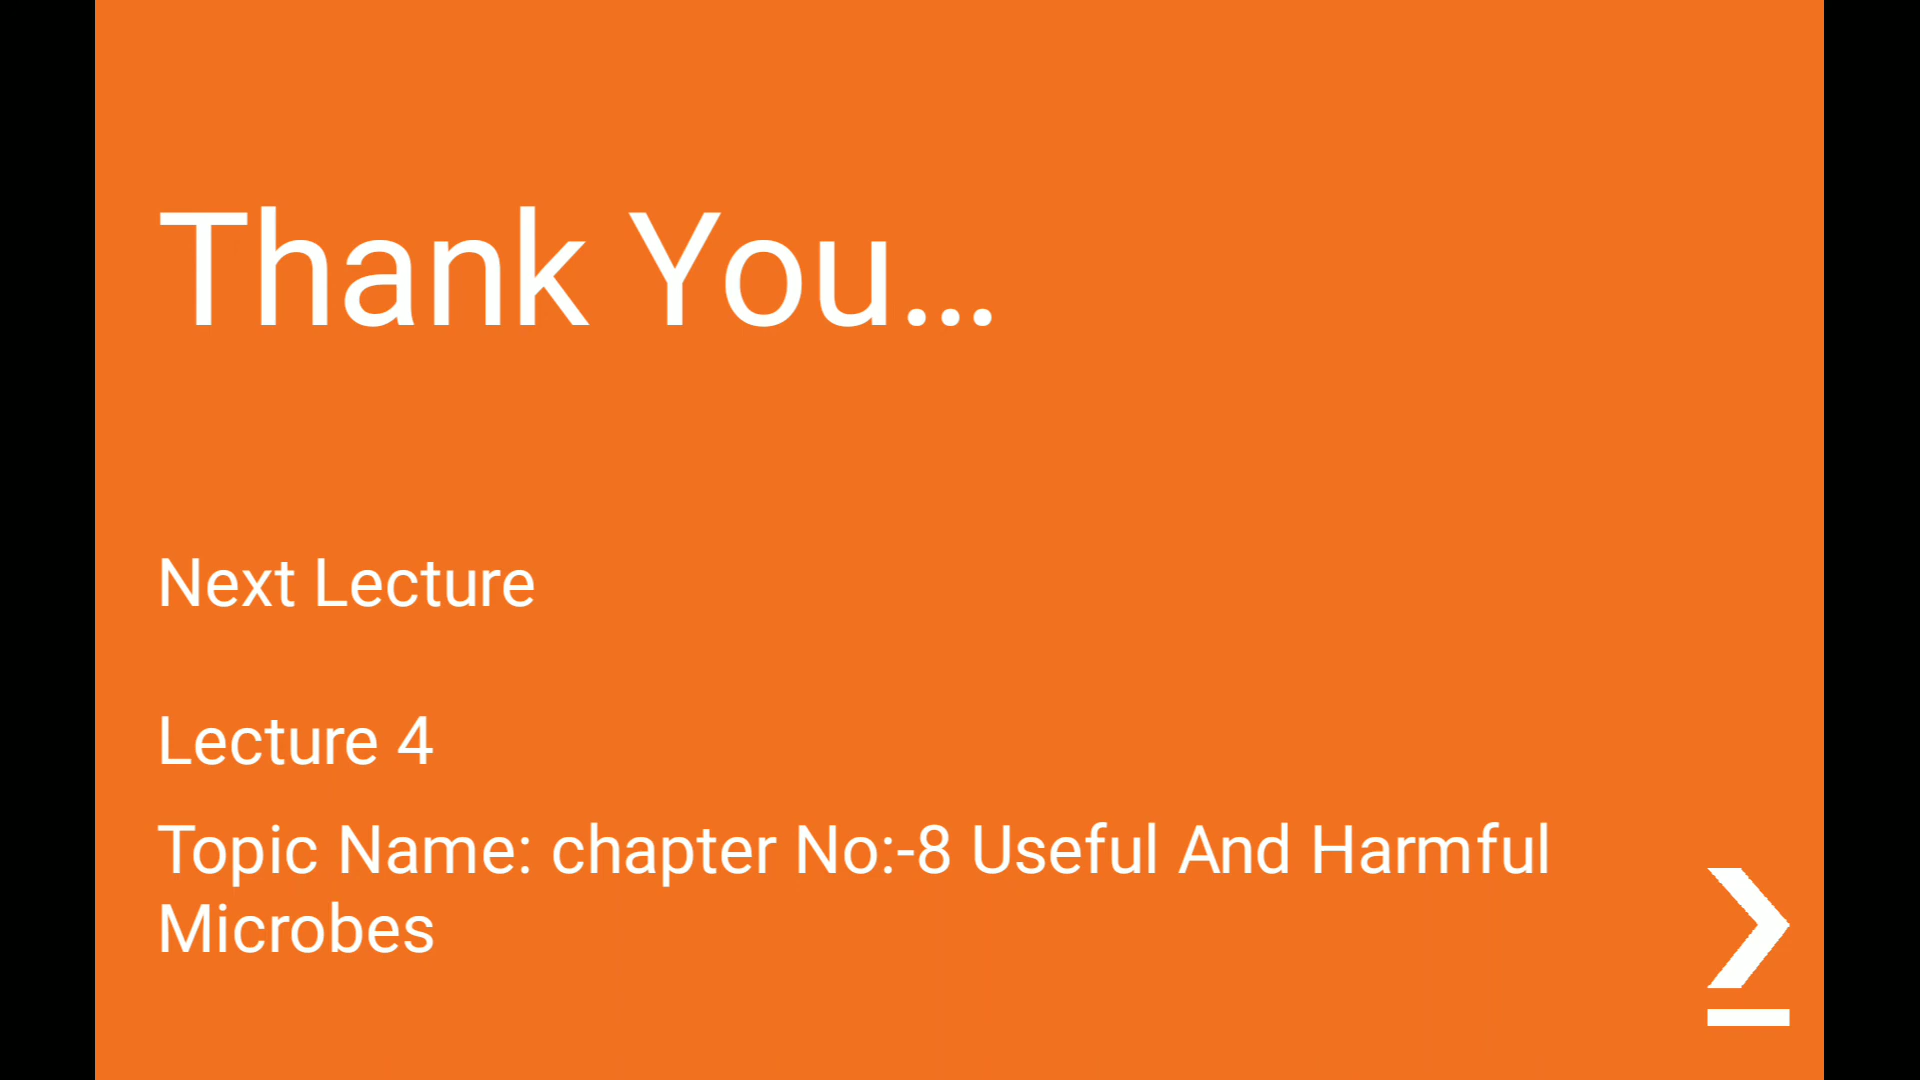 Thank You...
Next Lecture
Lecture 4
Topic Name: chapter No:-8 Useful And Harmful
Microbes